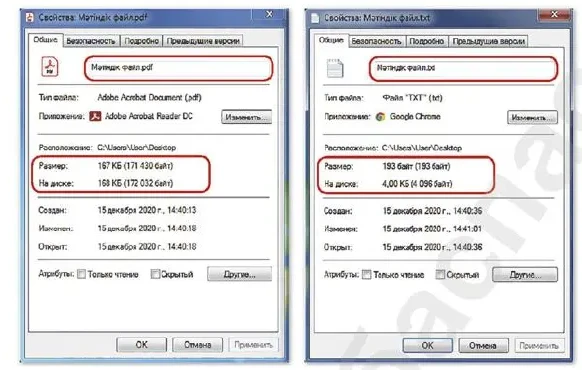 Свойства: Мәтіндік файл.pdf
Общие Безопасность Подробно Предыдущие версии
Мәтіндік файл.pdf
Тип файла: Adobe Acrobat Document (.pdf)
Приложение: Adobe Acrobat Reader DC Изменить...
Расположение: C:\Users\User\Desktop
Размер: 167 КБ (171 430 байт)
На диске: 168 КБ (172 032 байт)
Создан: 15 декабря 2020 г., 14:40:13
Изменен: 15 декабря 2020 г., 14:40:18
Открыт: 15 декабря 2020 г., 14:40:18
Атрибуты: Только чтение Скрытый Другие...
OK Отмена Применить
Свойства: Мәтіндік файл.txt
Общие Безопасность Подробно Предыдущие версии
Мәтіндік файл.txt
Тип файла: Файл "TXT" (.txt)
Приложение: Google Chrome Изменить...
Расположение: C:\Users\User\Desktop
Размер: 193 байт (193 байт)
На диске: 4,00 КБ (4 096 байт)
Создан: 15 декабря 2020 г., 14:40:36
Изменен: 15 декабря 2020 г., 14:41:01
Открыт: 15 декабря 2020 г., 14:40:36
Атрибуты: Только чтение Скрытый Другие...
OK Отмена Применить